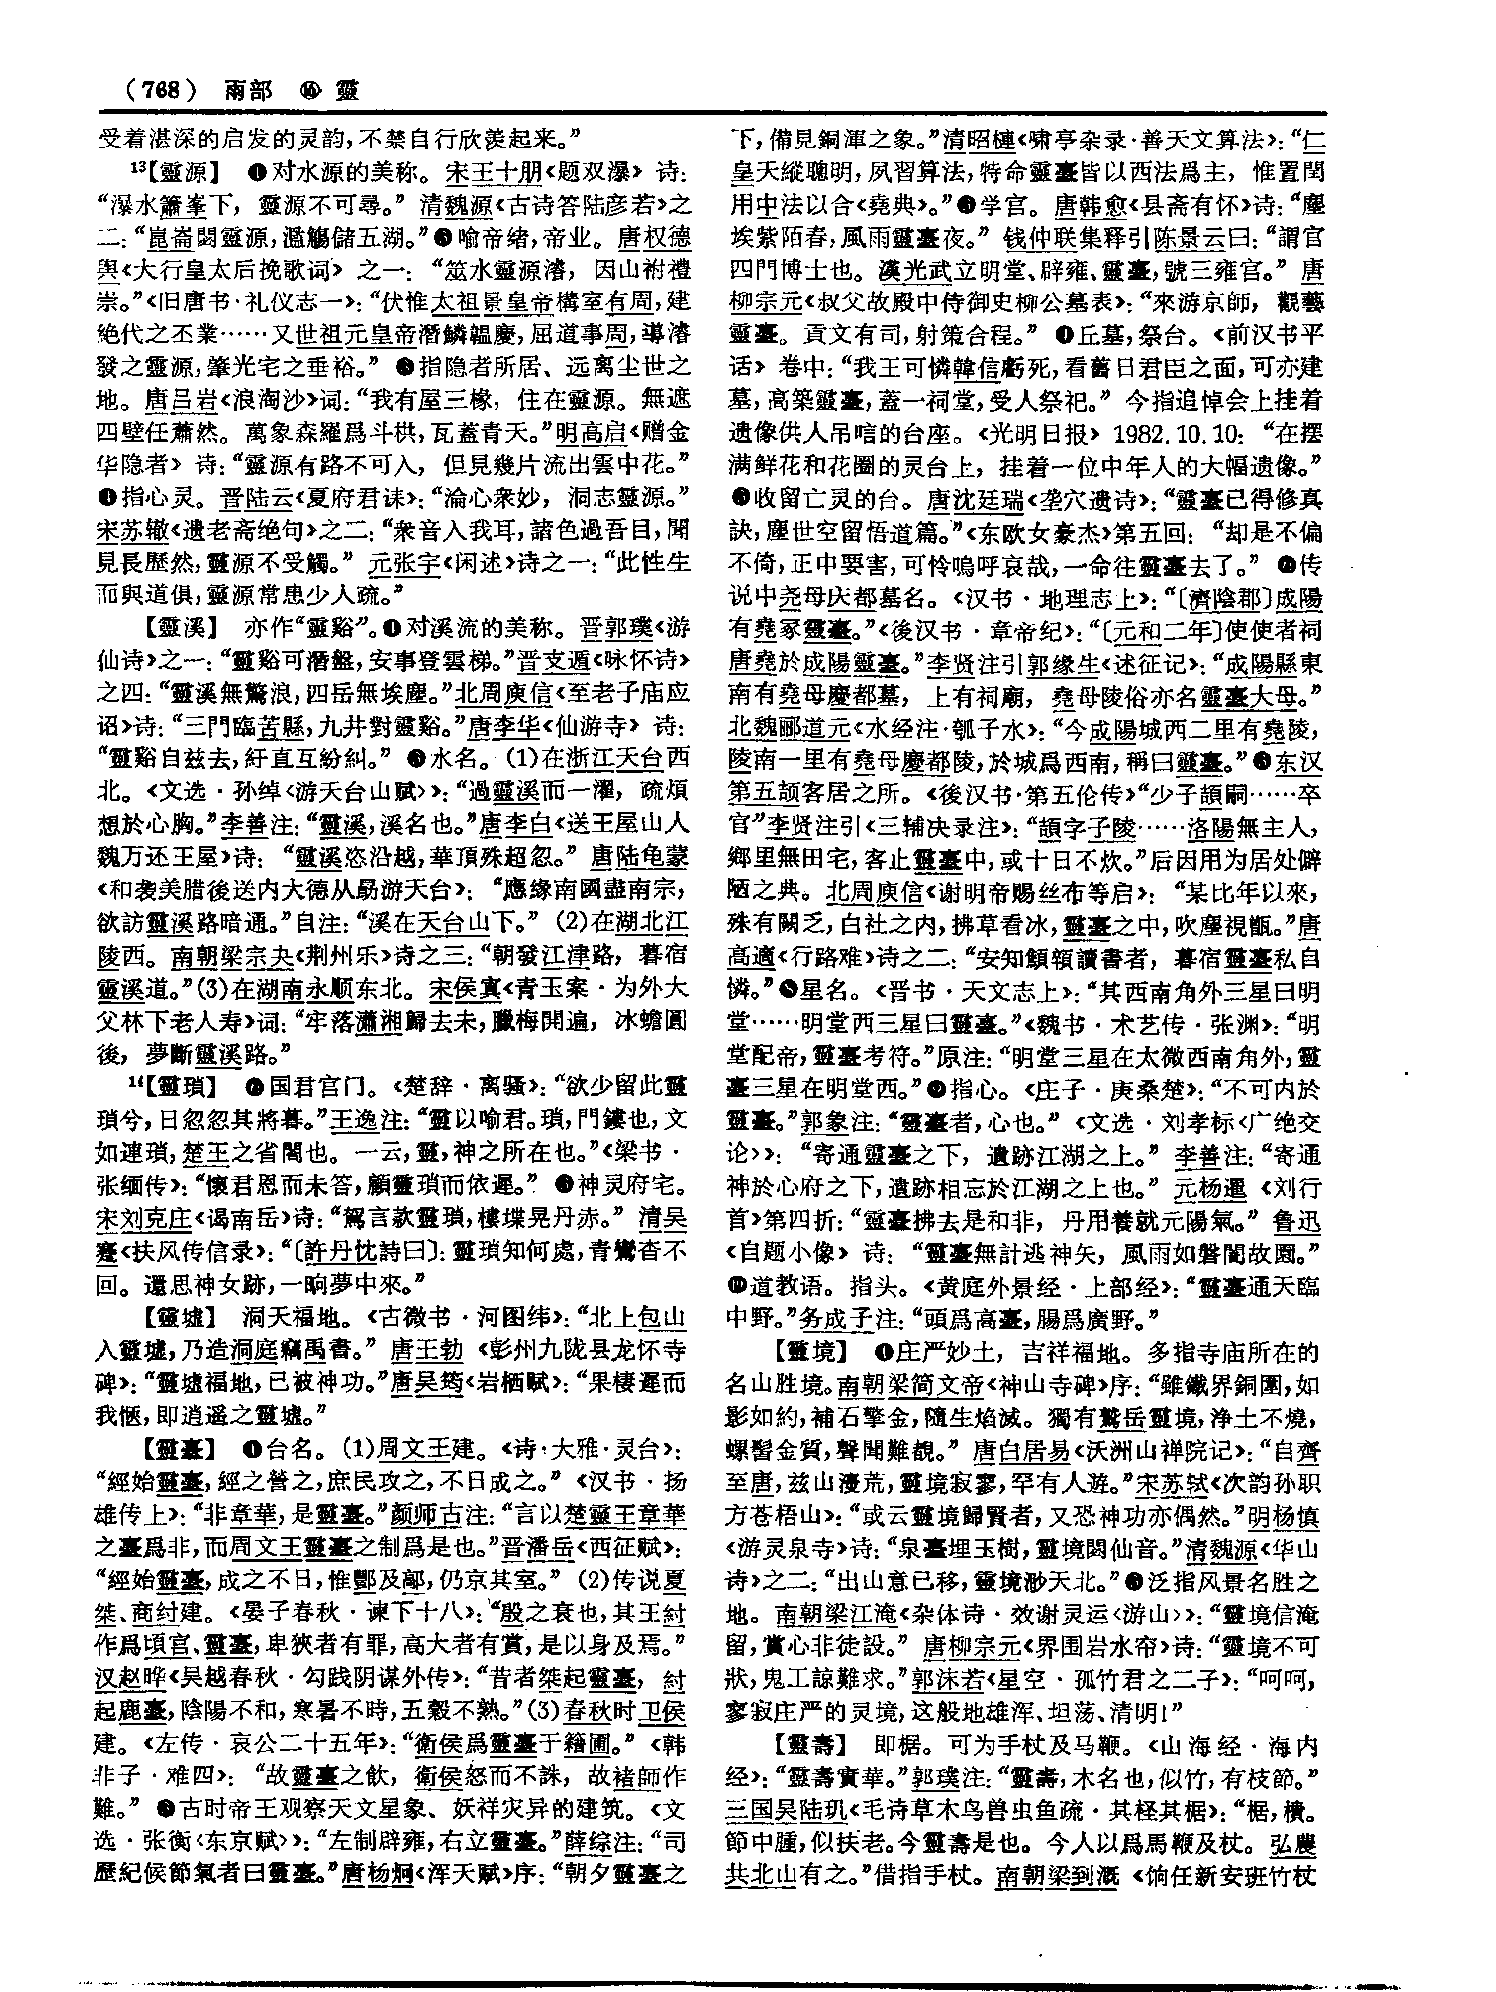 (768) 雨部 ⑯ 靈
受着湛深的启发的灵韵,不禁自行欣羡起来。”
¹³【靈源】 ❶对水源的美称。宋王十朋《题双瀑》诗:
“瀑水簫峯下,靈源不可尋。”清魏源《古诗答陆彦若》之
二:“崑崙閟靈源,濫觴儲五湖。”❷喻帝绪,帝业。唐权德
舆《大行皇太后挽歌词》之一:“筮水靈源濬,因山祔禮
崇。”《旧唐书·礼仪志一》:“伏惟太祖景皇帝構室有周,建
絶代之丕業……又世祖元皇帝潛鱗韞慶,屈道事周,導濬
發之靈源,肇光宅之垂裕。”❸指隐者所居、远离尘世之
地。唐吕岩《浪淘沙》词:“我有屋三椽,住在靈源。無遮
四壁任蕭然。萬象森羅爲斗栱,瓦蓋青天。”明高启《赠金
华隐者》诗:“靈源有路不可入,但見幾片流出雲中花。”
❹指心灵。晋陆云《夏府君诔》:“淪心衆妙,洞志靈源。”
宋苏辙《遗老斋绝句》之二:“衆音入我耳,諸色過吾目,聞
見長歷然,靈源不受觸。”元张宇《闲述》诗之一:“此性生
而與道俱,靈源常患少人疏。”
【靈溪】 亦作“靈谿”。❶对溪流的美称。晋郭璞《游
仙诗》之一:“靈谿可潛盤,安事登雲梯。”晋支遁《咏怀诗》
之四:“靈溪無驚浪,四岳無埃塵。”北周庾信《至老子庙应
诏》诗:“三門臨苦縣,九井對靈谿。”唐李华《仙游寺》诗:
“靈谿自兹去,紆直互紛糾。”❷水名。(1)在浙江天台西
北。《文选·孙绰〈游天台山赋〉》:“過靈溪而一濯,疏煩
想於心胸。”李善注:“靈溪,溪名也。”唐李白《送王屋山人
魏万还王屋》诗:“靈溪恣沿越,華頂殊超忽。”唐陆龟蒙
《和袭美腊後送内大德从勗游天台》:“應緣南國盡南宗,
欲訪靈溪路暗通。”自注:“溪在天台山下。”(2)在湖北江
陵西。南朝梁宗夬《荆州乐》诗之三:“朝發江津路,暮宿
靈溪道。”(3)在湖南永顺东北。宋侯寘《青玉案·为外大
父林下老人寿》词:“牢落瀟湘歸去未,臘梅開遍,冰蟾圓
後,夢斷靈溪路。”
¹⁴【靈瑣】 ❶国君宫门。《楚辞·离骚》:“欲少留此靈
瑣兮,日忽忽其將暮。”王逸注:“靈以喻君。瑣,門鏤也,文
如連瑣,楚王之省閤也。一云,靈,神之所在也。”《梁书·
张缅传》:“懷君恩而未答,顧靈瑣而依遲。”❷神灵府宅。
宋刘克庄《谒南岳》诗:“駕言款靈瑣,樓堞晃丹赤。”清吴
骞《扶风传信录》:“〔許丹忱詩曰〕:靈瑣知何處,青鸞杳不
回。還思神女跡,一晌夢中來。”
【靈墟】 洞天福地。《古微书·河图纬》:“北上包山
入靈墟,乃造洞庭竊禹書。”唐王勃《彭州九陇县龙怀寺
碑》:“靈墟福地,已被神功。”唐吴筠《岩栖赋》:“果棲遲而
我愜,即逍遥之靈墟。”
【靈臺】 ❶台名。(1)周文王建。《诗·大雅·灵台》:
“經始靈臺,經之營之,庶民攻之,不日成之。”《汉书·扬
雄传上》:“非章華,是靈臺。”颜师古注:“言以楚靈王章華
之臺爲非,而周文王靈臺之制爲是也。”晋潘岳《西征赋》:
“經始靈臺,成之不日,惟酆及鄗,仍京其室。”(2)传说夏
桀、商纣建。《晏子春秋·谏下十八》:“殷之衰也,其王紂
作爲頃宫、靈臺,卑狹者有罪,高大者有賞,是以身及焉。”
汉赵晔《吴越春秋·勾践阴谋外传》:“昔者桀起靈臺,紂
起鹿臺,陰陽不和,寒暑不時,五穀不熟。”(3)春秋时卫侯
建。《左传·哀公二十五年》:“衛侯爲靈臺于籍圃。”《韩
非子·难四》:“故靈臺之飲,衛侯怒而不誅,故褚師作
難。”❷古时帝王观察天文星象、妖祥灾异的建筑。《文
选·张衡〈东京赋〉》:“左制辟雍,右立靈臺。”薛综注:“司
歷紀候節氣者曰靈臺。”唐杨炯《浑天赋》序:“朝夕靈臺之
下,備見銅渾之象。”清昭梿《啸亭杂录·善天文算法》:“仁
皇天縱聰明,夙習算法,特命靈臺皆以西法爲主,惟置閏
用中法以合《堯典》。”❸学官。唐韩愈《县斋有怀》诗:“塵
埃紫陌春,風雨靈臺夜。”钱仲联集释引陈景云曰:“謂官
四門博士也。漢光武立明堂、辟雍、靈臺,號三雍官。”唐
柳宗元《叔父故殿中侍御史柳公墓表》:“來游京師,觀藝
靈臺。貢文有司,射策合程。”❹丘墓,祭台。《前汉书平
话》卷中:“我王可憐韓信虧死,看舊日君臣之面,可亦建
墓,高築靈臺,蓋一祠堂,受人祭祀。”今指追悼会上挂着
遗像供人吊唁的台座。《光明日报》1982.10.10:“在摆
满鲜花和花圈的灵台上,挂着一位中年人的大幅遗像。”
❺收留亡灵的台。唐沈廷瑞《垄穴遗诗》:“靈臺已得修真
訣,塵世空留悟道篇。”《东欧女豪杰》第五回:“却是不偏
不倚,正中要害,可怜嗚呼哀哉,一命往靈臺去了。”❻传
说中尧母庆都墓名。《汉书·地理志上》:“〔濟陰郡〕成陽
有堯冢靈臺。”《後汉书·章帝纪》:“〔元和二年〕使使者祠
唐堯於成陽靈臺。”李贤注引郭缘生《述征记》:“成陽縣東
南有堯母慶都墓,上有祠廟,堯母陵俗亦名靈臺大母。”
北魏郦道元《水经注·瓠子水》:“今成陽城西二里有堯陵,
陵南一里有堯母慶都陵,於城爲西南,稱曰靈臺。”❼东汉
第五颉客居之所。《後汉书·第五伦传》“少子頡嗣……卒
官”李贤注引《三辅决录注》:“頡字子陵……洛陽無主人,
鄉里無田宅,客止靈臺中,或十日不炊。”后因用为居处僻
陋之典。北周庾信《谢明帝赐丝布等启》:“某比年以來,
殊有闕乏,白社之内,拂草看冰,靈臺之中,吹塵視甑。”唐
高適《行路难》诗之二:“安知顦顇讀書者,暮宿靈臺私自
憐。”❽星名。《晋书·天文志上》:“其西南角外三星曰明
堂……明堂西三星曰靈臺。”《魏书·术艺传·张渊》:“明
堂配帝,靈臺考符。”原注:“明堂三星在太微西南角外,靈
臺三星在明堂西。”❾指心。《庄子·庚桑楚》:“不可内於
靈臺。”郭象注:“靈臺者,心也。”《文选·刘孝标〈广绝交
论〉》:“寄通靈臺之下,遺跡江湖之上。”李善注:“寄通
神於心府之下,遺跡相忘於江湖之上也。”元杨暹《刘行
首》第四折:“靈臺拂去是和非,丹用養就元陽氣。”鲁迅
《自题小像》诗:“靈臺無計逃神矢,風雨如磐闇故園。”
❿道教语。指头。《黄庭外景经·上部经》:“靈臺通天臨
中野。”务成子注:“頭爲高臺,腸爲廣野。”
【靈境】 ❶庄严妙土,吉祥福地。多指寺庙所在的
名山胜境。南朝梁简文帝《神山寺碑》序:“雖鐵界銅圍,如
影如約,補石擎金,隨生焰滅。獨有鷲岳靈境,净土不燒,
螺髻金質,聲聞難覩。”唐白居易《沃洲山禅院记》:“自齊
至唐,兹山漫荒,靈境寂寥,罕有人遊。”宋苏轼《次韵孙职
方苍梧山》:“或云靈境歸賢者,又恐神功亦偶然。”明杨慎
《游灵泉寺》诗:“泉臺埋玉樹,靈境閟仙音。”清魏源《华山
诗》之二:“出山意已移,靈境渺天北。”❷泛指风景名胜之
地。南朝梁江淹《杂体诗·效谢灵运〈游山〉》:“靈境信淹
留,賞心非徒設。”唐柳宗元《界围岩水帘》诗:“靈境不可
狀,鬼工諒難求。”郭沫若《星空·孤竹君之二子》:“呵呵,
寥寂庄严的灵境,这般地雄浑、坦荡、清明!”
【靈壽】 即椐。可为手杖及马鞭。《山海经·海内
经》:“靈壽實華。”郭璞注:“靈壽,木名也,似竹,有枝節。”
三国吴陆玑《毛诗草木鸟兽虫鱼疏·其柽其椐》:“椐,樻。
節中腫,似扶老。今靈壽是也。今人以爲馬鞭及杖。弘農
共北山有之。”借指手杖。南朝梁到溉《饷任新安班竹杖